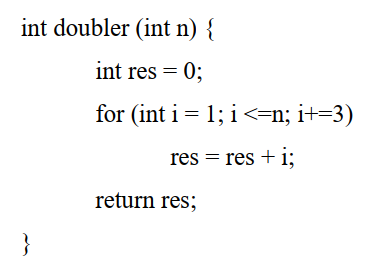 int doubler (int n) {
int res = 0;
for (int i = 1; i <=n; i+=3)
res = res + i;
return res;
}